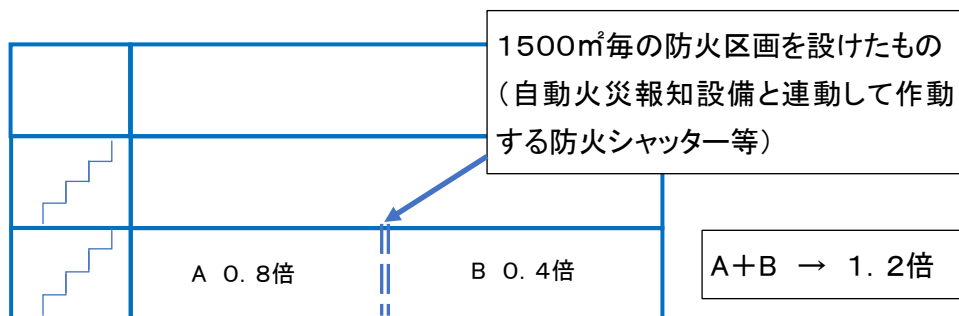 1500㎡毎の防火区画を設けたもの
(自動火災報知設備と連動して作動
する防火シャッター等)
A 0.8倍
B 0.4倍
A+B → 1.2倍